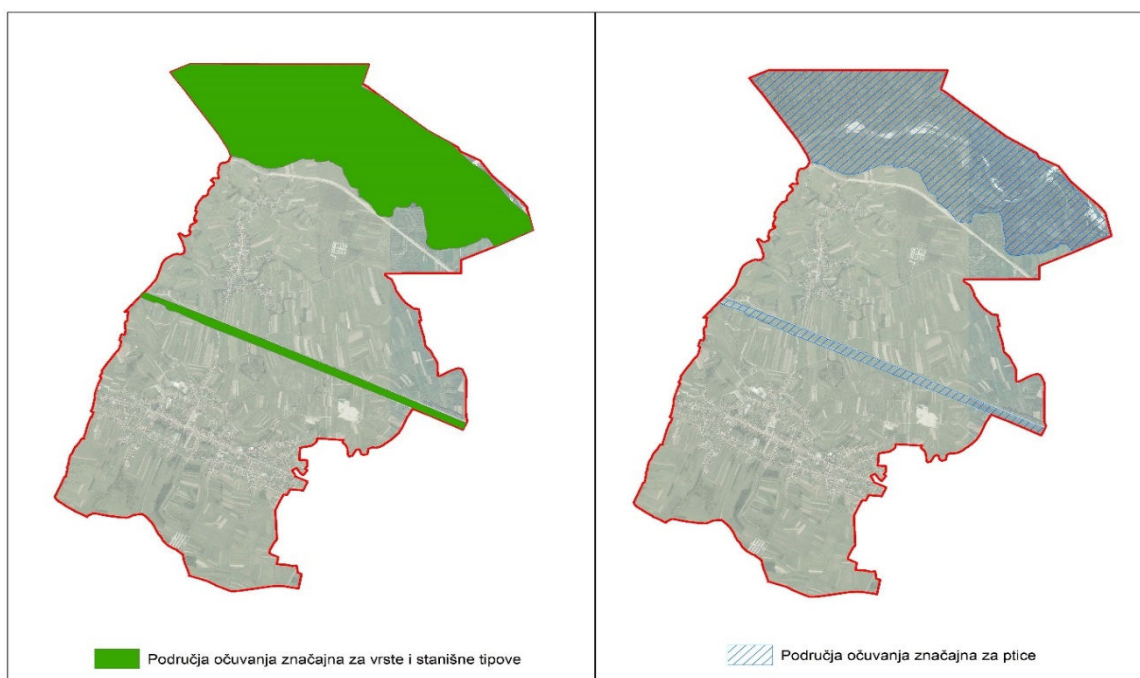 Područja očuvanja značajna za vrste i stanišne tipove
Područja očuvanja značajna za ptice